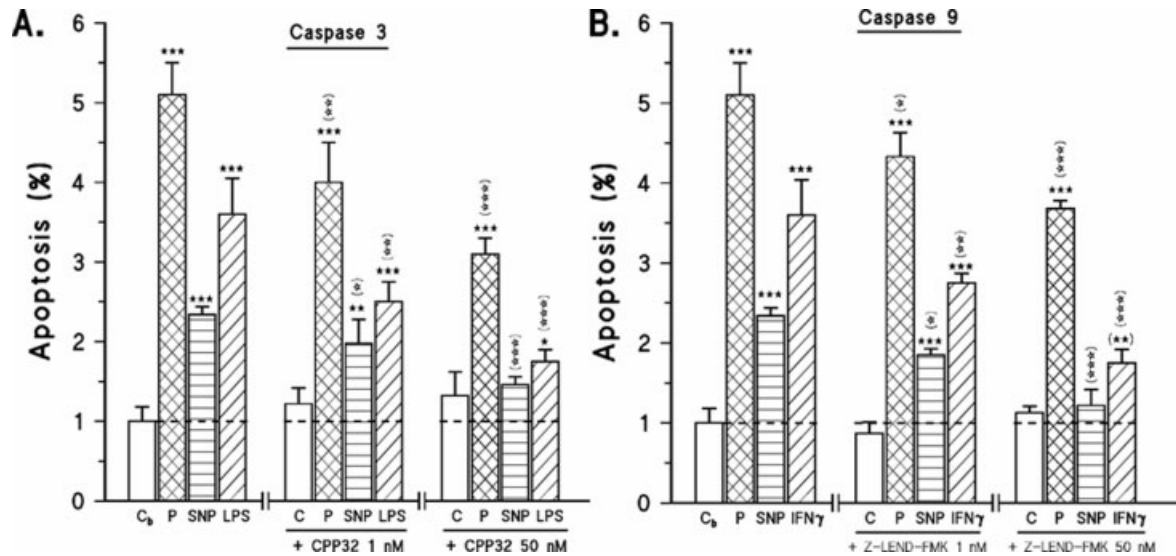 A.
Caspase 3
Apoptosis (%)
6
5
4
3
2
1
0
***
***
***
***
(**)
**
(*)
***
(**)
***
(***)
(***)
*
(***)
C_b P SNP LPS
C P SNP LPS
C P SNP LPS
+ CPP32 1 nM
+ CPP32 50 nM
B.
Caspase 9
Apoptosis (%)
6
5
4
3
2
1
0
***
***
***
***
(*)
***
(*)
***
(**)
***
(***)
(***)
(**)
(***)
C_b P SNP IFNγ
C P SNP IFNγ
C P SNP IFNγ
+ Z-LEND-FMK 1 nM
+ Z-LEND-FMK 50 nM